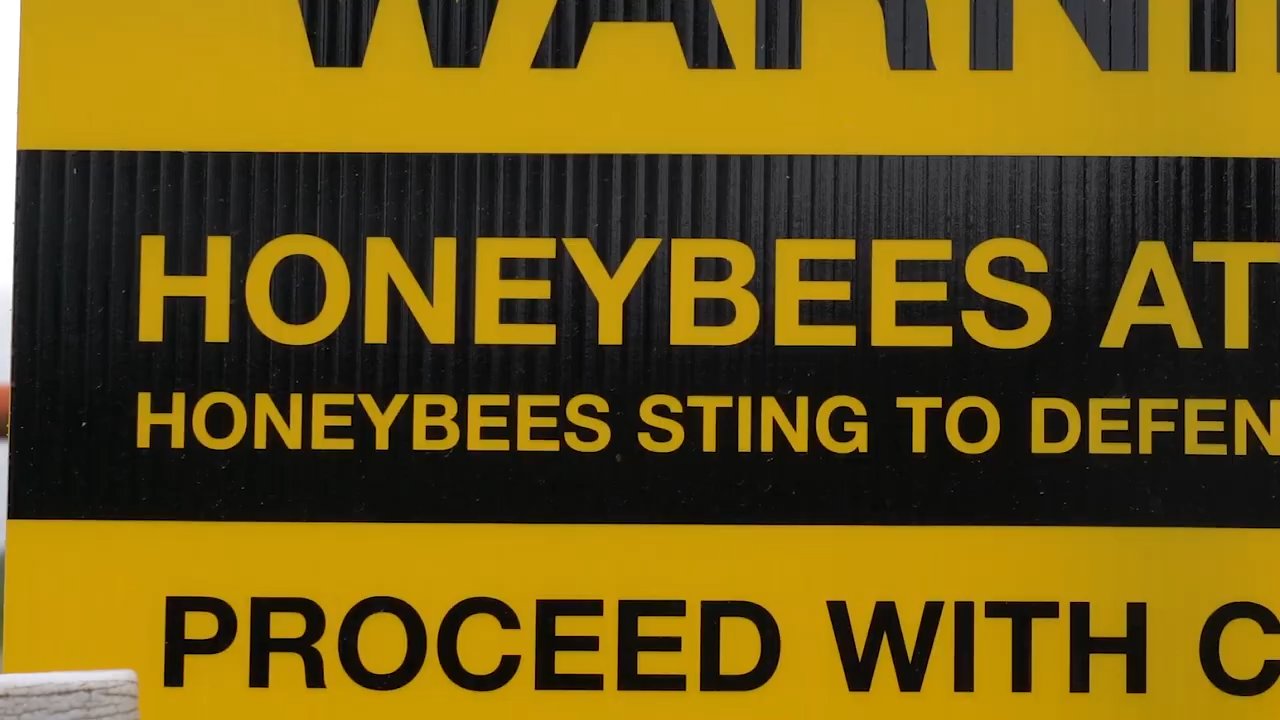 WARNI
HONEYBEES AT
HONEYBEES STING TO DEFEN
PROCEED WITH C